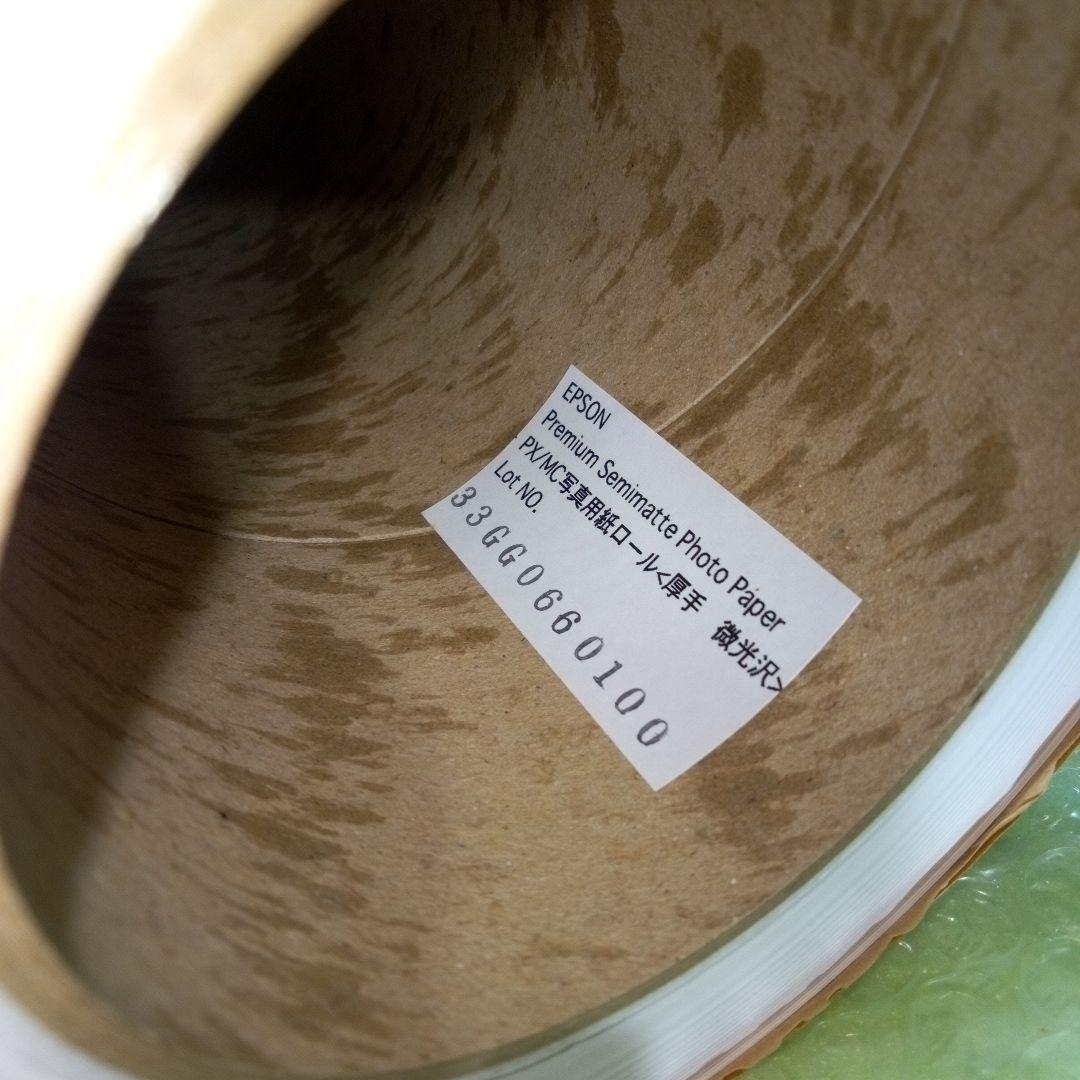 EPSON
Premium Semimatte Photo Paper
PX/MC写真用紙ロール<厚手　微光沢>
Lot NO.
33GG0660100